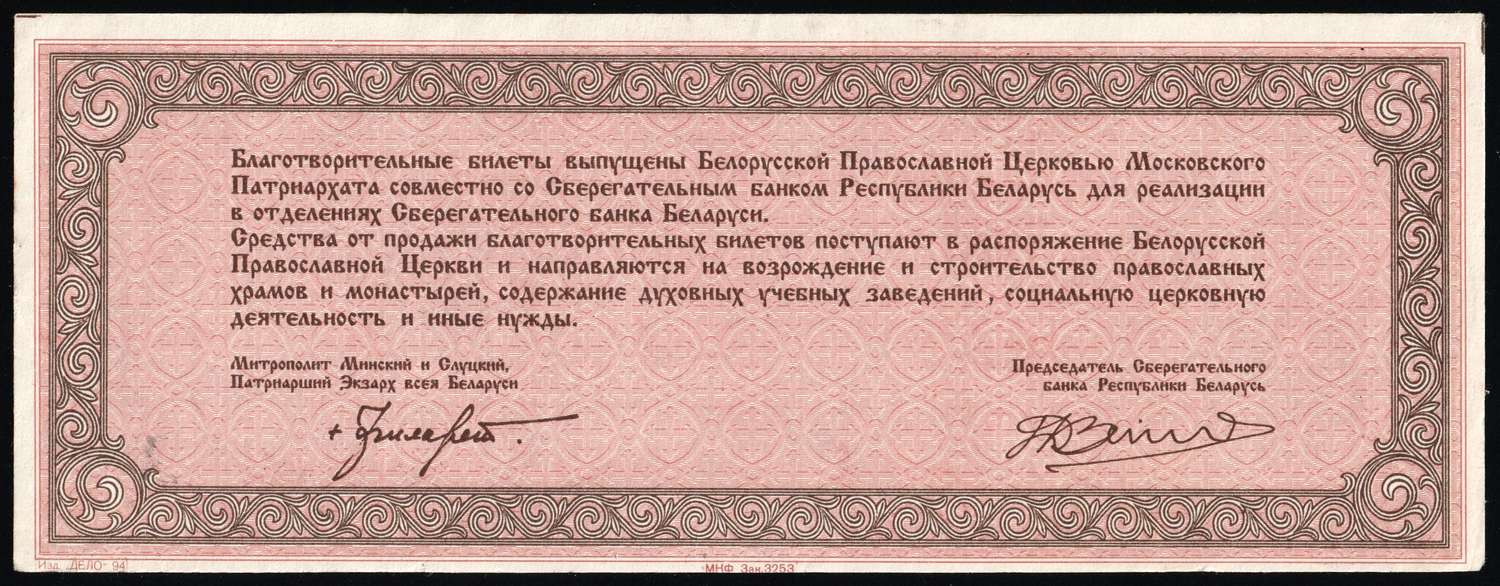 Благотворительные билеты выпущены Белорусской Православной Церковью Московского
Патриархата совместно со Сберегательным банком Республики Беларусь для реализации
в отделениях Сберегательного банка Беларуси.
Средства от продажи благотворительных билетов поступают в распоряжение Белорусской
Православной Церкви и направляются на возрождение и строительство православных
храмов и монастырей, содержание духовных учебных заведений, социальную церковную
деятельность и иные нужды.
Митрополит Минский и Слуцкий,
Патриарший Экзарх всея Беларуси
Председатель Сберегательного
банка Республики Беларусь
+ Филарет.
Изд. „ДЕЛО" 94
МНФ Зак.3253